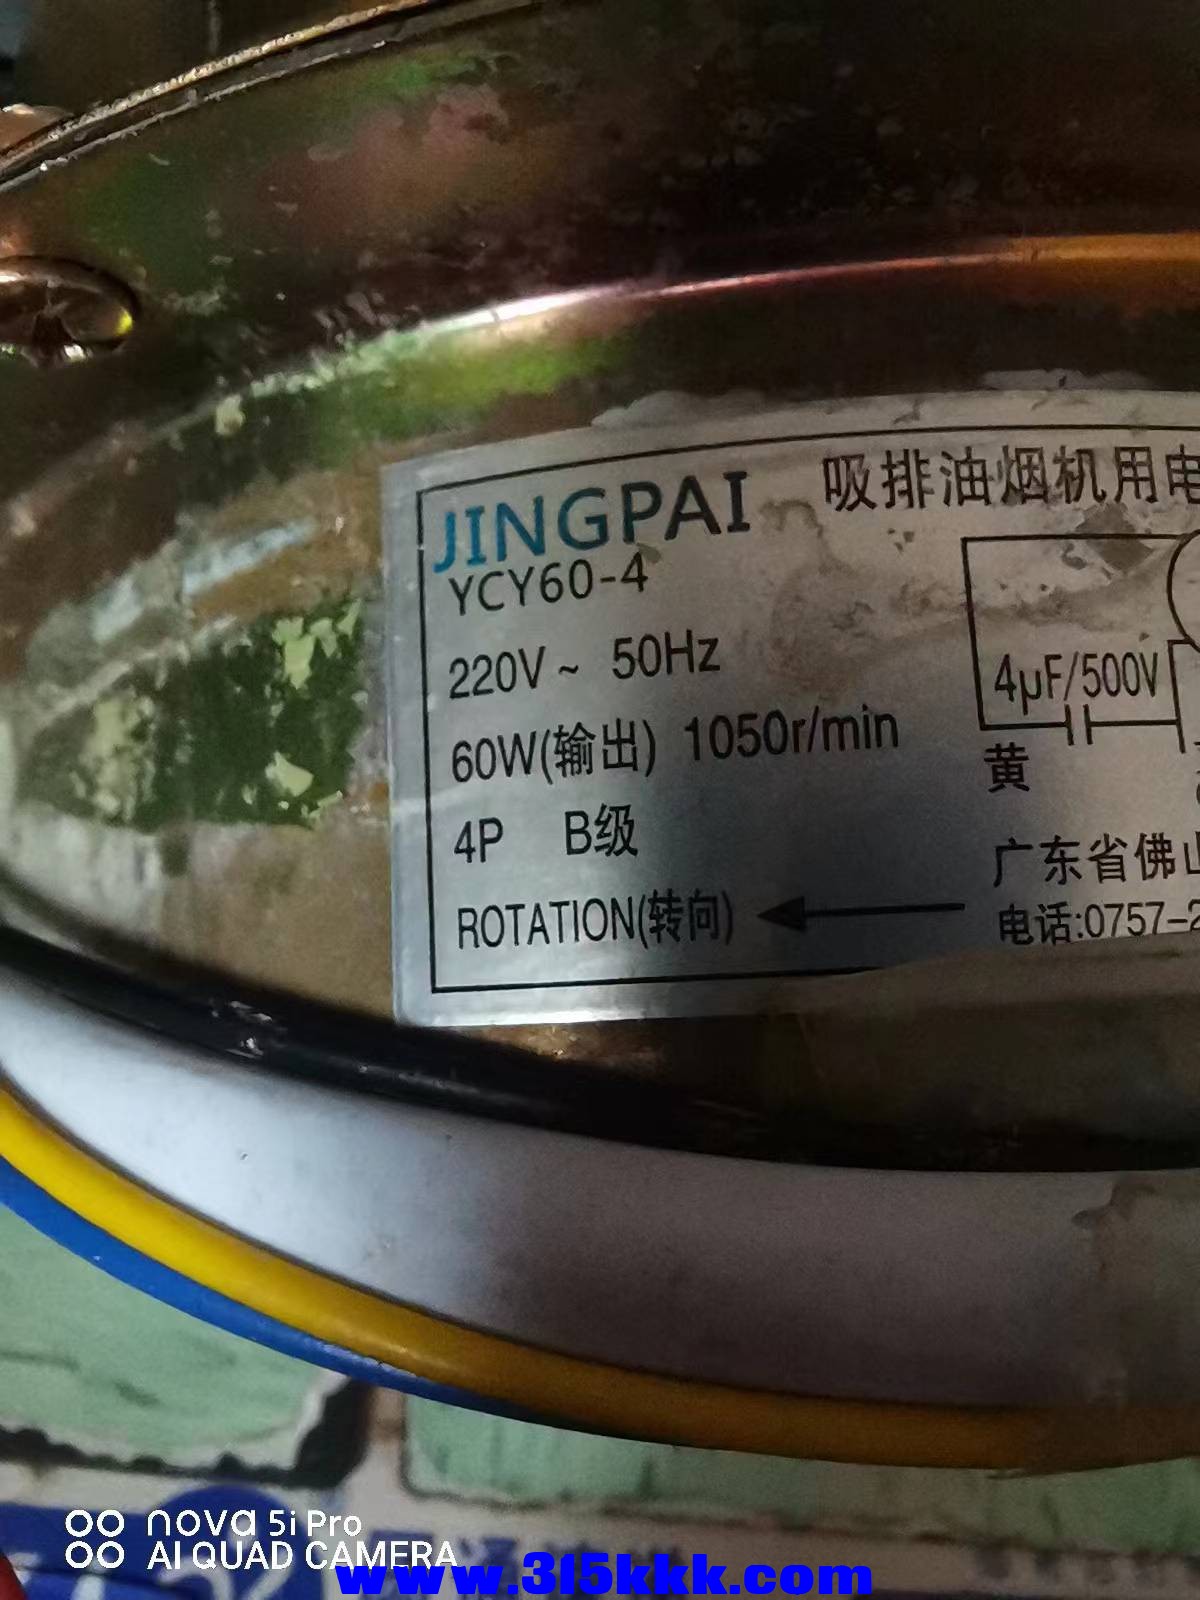 JINGPAI 吸排油烟机用电
YCY60-4
220V ~ 50Hz
4μF/500V
60W(输出) 1050r/min
黄
4P B级
广东省佛山
ROTATION(转向)
电话:0757-2
nova 5i Pro
AI QUAD CAMERA
www.315kkk.com